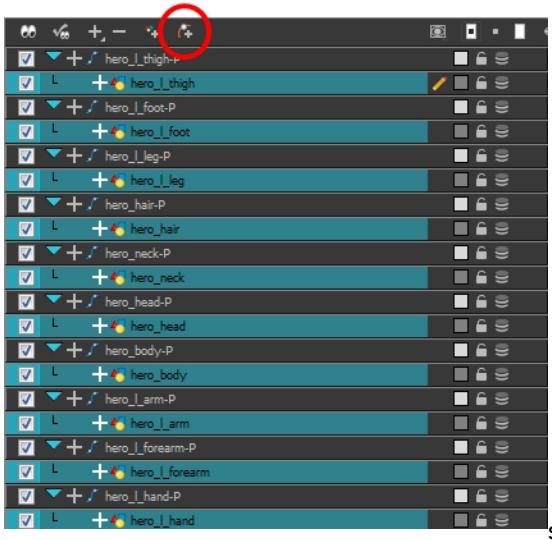 hero_l_thigh-P
L hero_l_thigh
hero_l_foot-P
L hero_l_foot
hero_l_leg-P
L hero_l_leg
hero_hair-P
L hero_hair
hero_neck-P
L hero_neck
hero_head-P
L hero_head
hero_body-P
L hero_body
hero_l_arm-P
L hero_l_arm
hero_l_forearm-P
L hero_l_forearm
hero_l_hand-P
L hero_l_hand
s